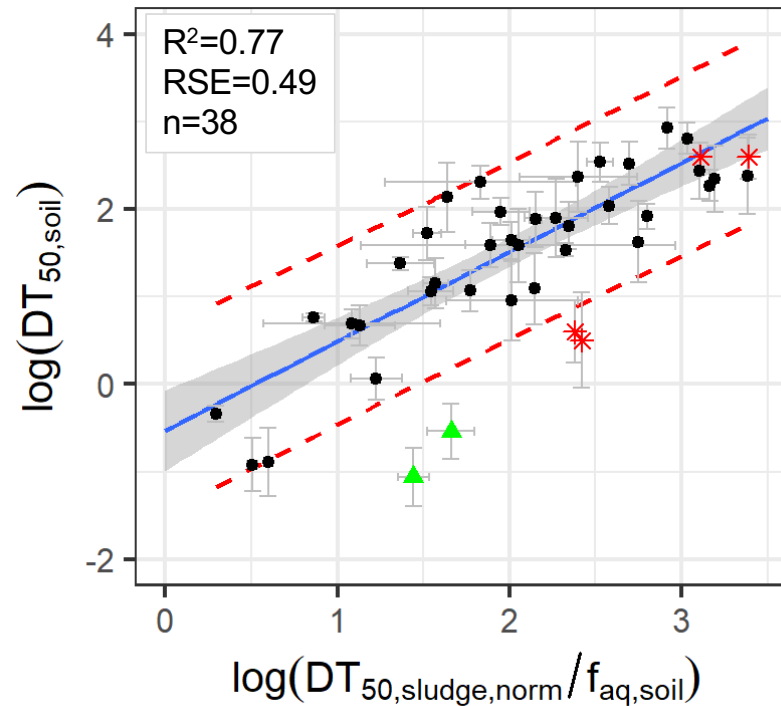 R²=0.77
RSE=0.49
n=38
4
2
0
-2
log(DT50,soil)
0 1 2 3
log(DT50,sludge,norm/faq,soil)